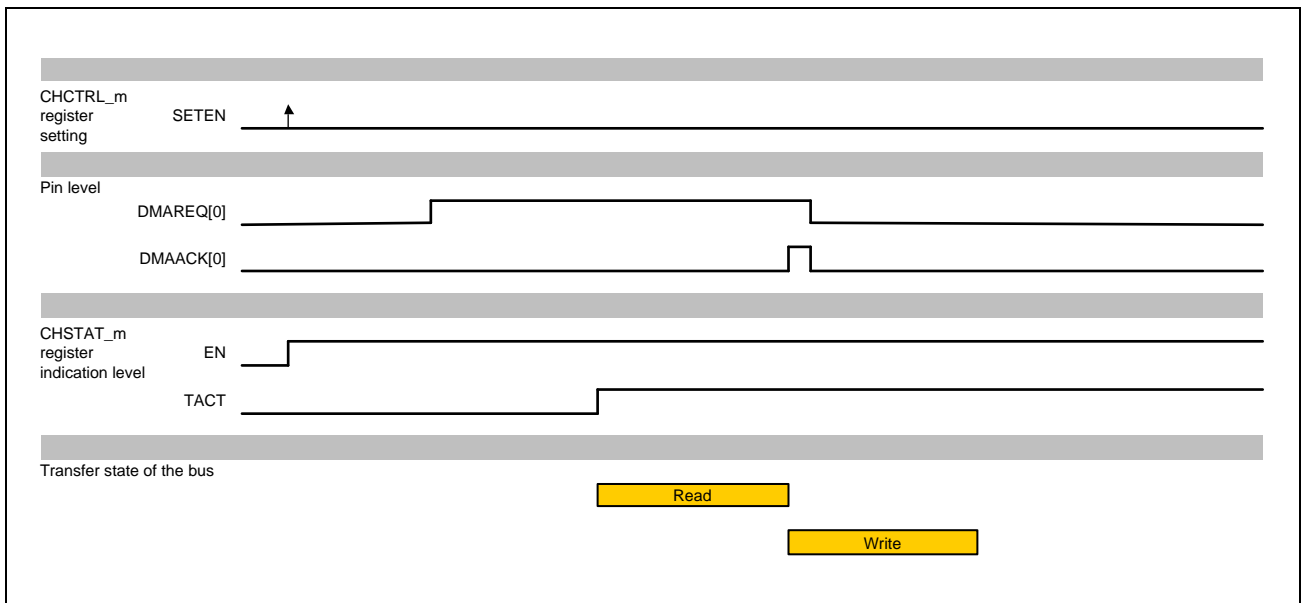 CHCTRL_m
register
setting
SETEN
Pin level
DMAREQ[0]
DMAACK[0]
CHSTAT_m
register
indication level
EN
TACT
Transfer state of the bus
Read
Write